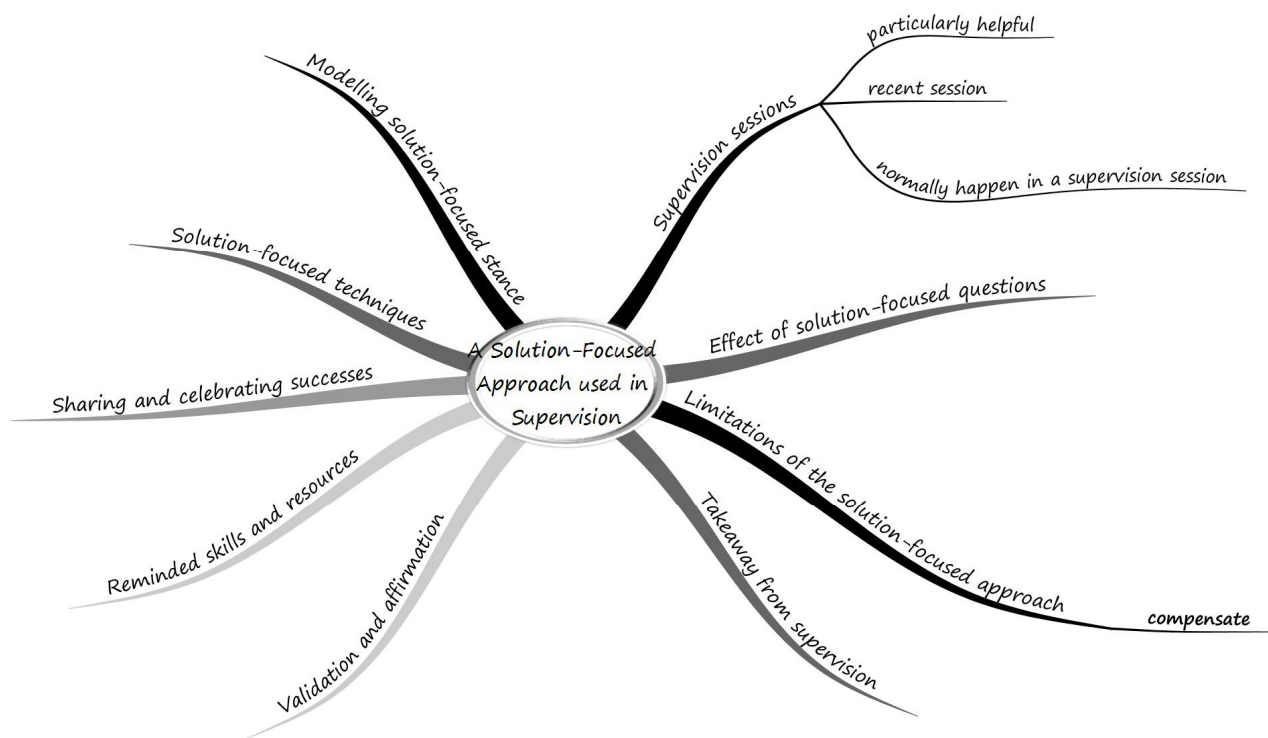 A Solution-Focused
Approach used in
Supervision
Supervision sessions
particularly helpful
recent session
normally happen in a supervision session
Effect of solution-focused questions
Limitations of the solution-focused approach
compensate
Takeaway from supervision
Validation and affirmation
Reminded skills and resources
Sharing and celebrating successes
Solution-focused techniques
Modelling solution-focused stance